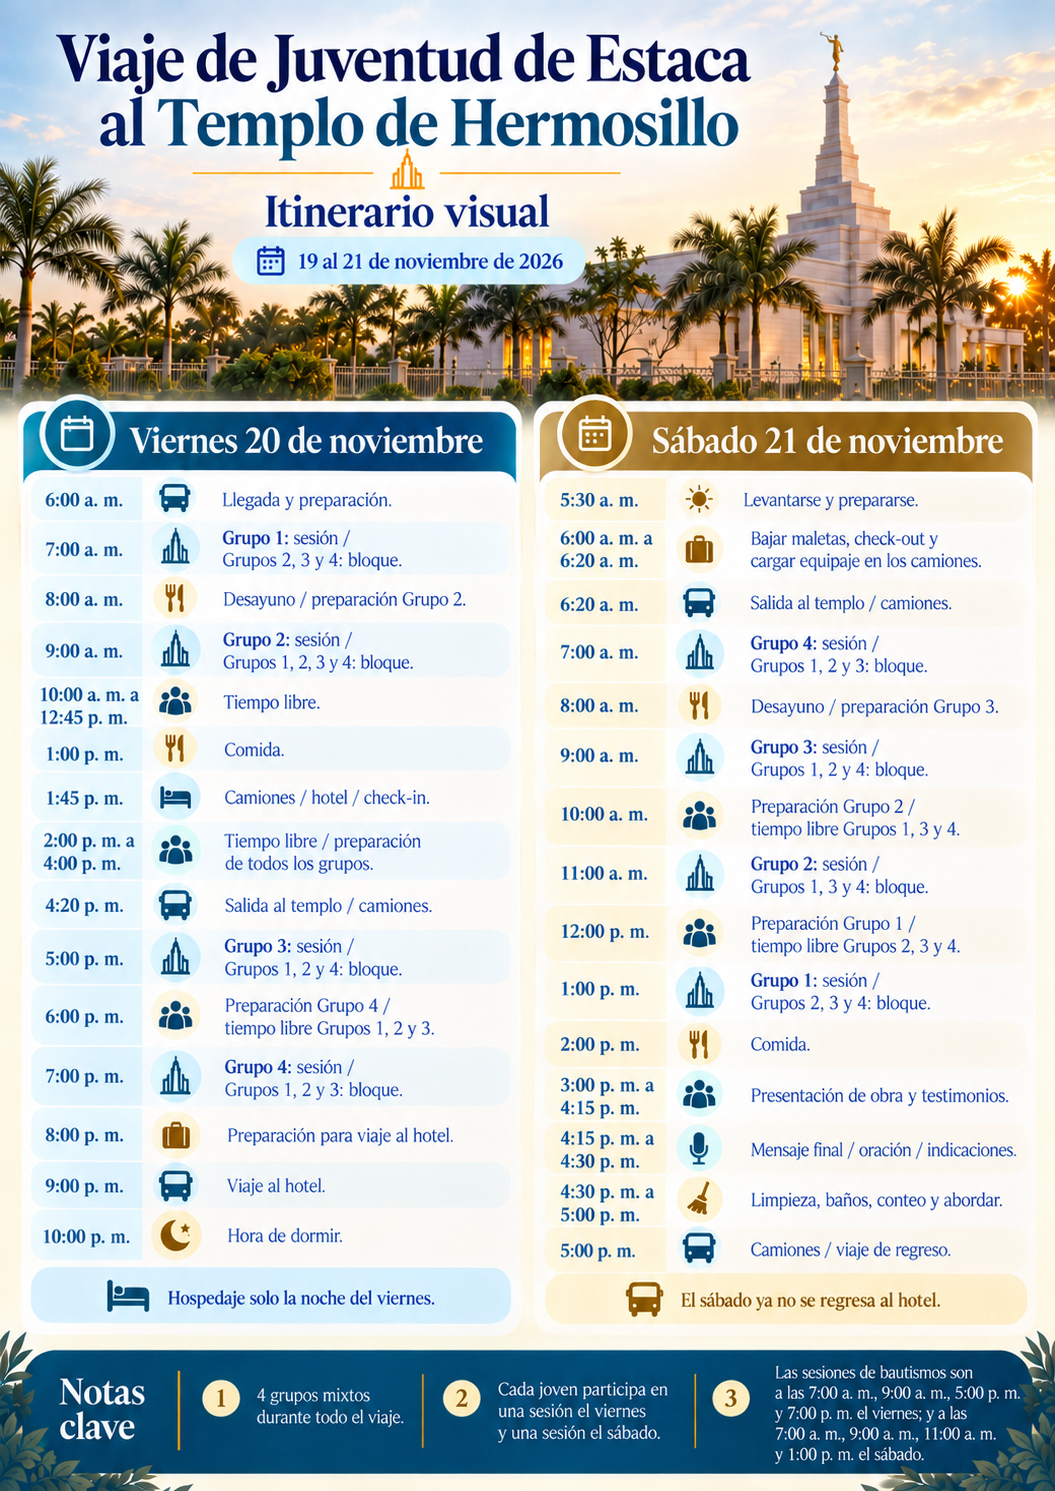 Viaje de Juventud de Estaca
al Templo de Hermosillo
Itinerario visual
19 al 21 de noviembre de 2026
Viernes 20 de noviembre
6:00 a. m. Llegada y preparación.
7:00 a. m. Grupo 1: sesión /
Grupos 2, 3 y 4: bloque.
8:00 a. m. Desayuno / preparación Grupo 2.
9:00 a. m. Grupo 2: sesión /
Grupos 1, 2, 3 y 4: bloque.
10:00 a. m. a
12:45 p. m. Tiempo libre.
1:00 p. m. Comida.
1:45 p. m. Camiones / hotel / check-in.
2:00 p. m. a Tiempo libre / preparación
4:00 p. m. de todos los grupos.
4:20 p. m. Salida al templo / camiones.
5:00 p. m. Grupo 3: sesión /
Grupos 1, 2 y 4: bloque.
6:00 p. m. Preparación Grupo 4 /
tiempo libre Grupos 1, 2 y 3.
7:00 p. m. Grupo 4: sesión /
Grupos 1, 2 y 3: bloque.
8:00 p. m. Preparación para viaje al hotel.
9:00 p. m. Viaje al hotel.
10:00 p. m. Hora de dormir.
Hospedaje solo la noche del viernes.
Sábado 21 de noviembre
5:30 a. m. Levantarse y prepararse.
6:00 a. m. a Bajar maletas, check-out y
6:20 a. m. cargar equipaje en los camiones.
6:20 a. m. Salida al templo / camiones.
7:00 a. m. Grupo 4: sesión /
Grupos 1, 2 y 3: bloque.
8:00 a. m. Desayuno / preparación Grupo 3.
9:00 a. m. Grupo 3: sesión /
Grupos 1, 2 y 4: bloque.
10:00 a. m. Preparación Grupo 2 /
tiempo libre Grupos 1, 3 y 4.
11:00 a. m. Grupo 2: sesión /
Grupos 1, 3 y 4: bloque.
12:00 p. m. Preparación Grupo 1 /
tiempo libre Grupos 2, 3 y 4.
1:00 p. m. Grupo 1: sesión /
Grupos 2, 3 y 4: bloque.
2:00 p. m. Comida.
3:00 p. m. a
4:15 p. m. Presentación de obra y testimonios.
4:15 p. m. a
4:30 p. m. Mensaje final / oración / indicaciones.
4:30 p. m. a
5:00 p. m. Limpieza, baños, conteo y abordar.
5:00 p. m. Camiones / viaje de regreso.
El sábado ya no se regresa al hotel.
Notas
clave
1 4 grupos mixtos
durante todo el viaje.
2 Cada joven participa en
una sesión el viernes
y una sesión el sábado.
3 Las sesiones de bautismos son
a las 7:00 a. m., 9:00 a. m., 5:00 p. m.
y 7:00 p. m. el viernes; y a las
7:00 a. m., 9:00 a. m., 11:00 a. m.
y 1:00 p. m. el sábado.